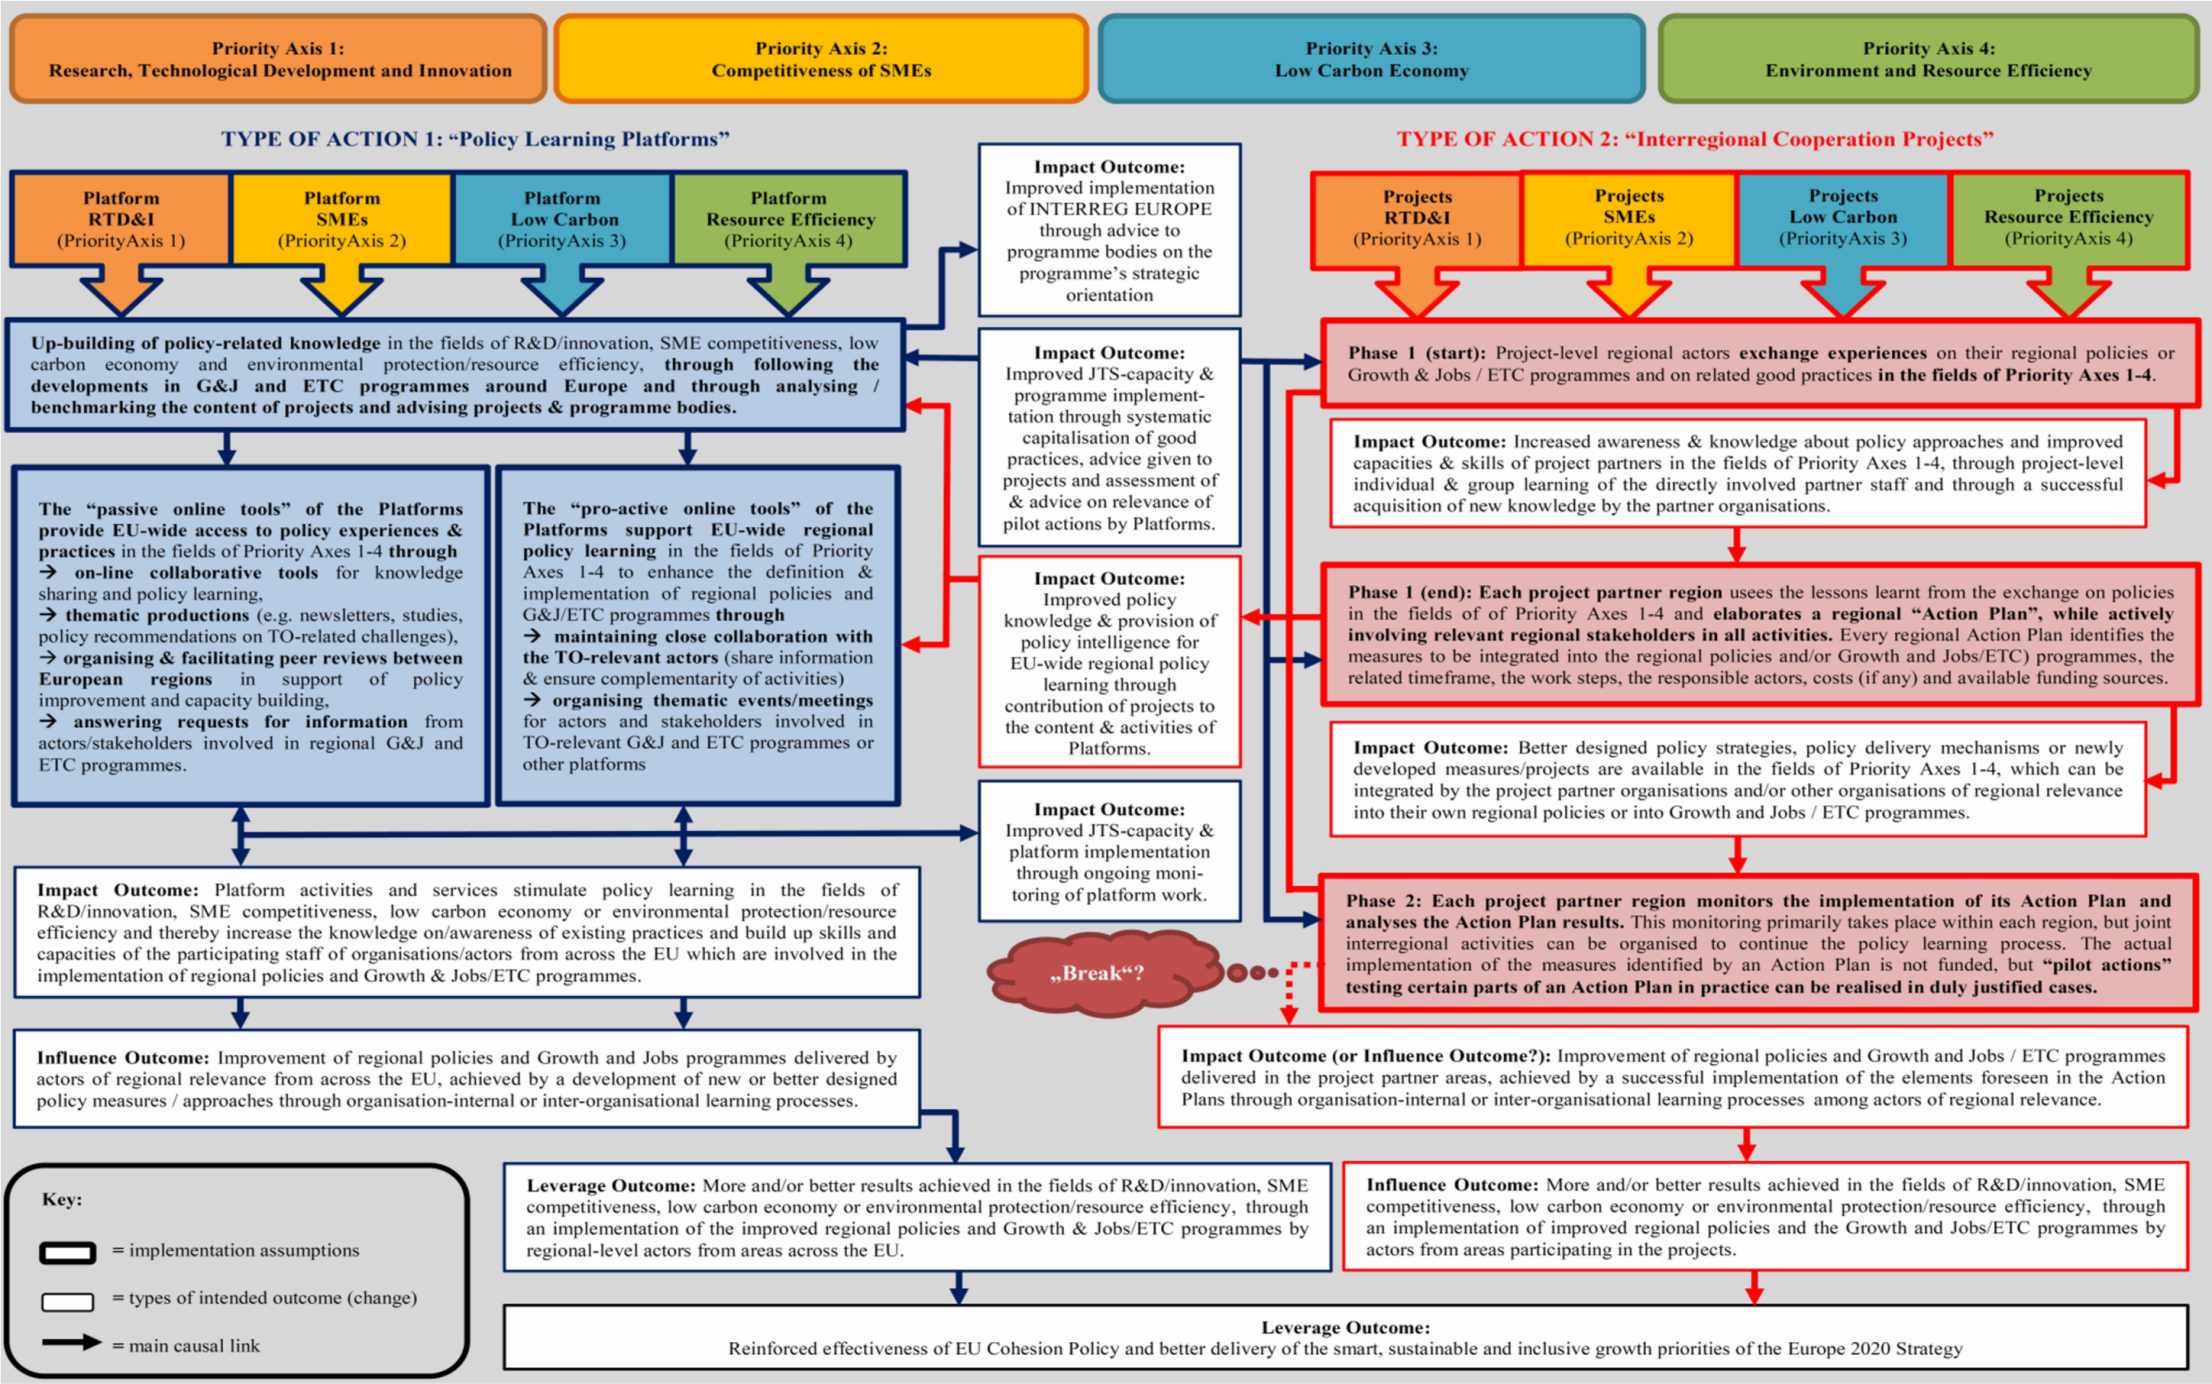 Priority Axis 1:
Research, Technological Development and Innovation
Priority Axis 2:
Competitiveness of SMEs
Priority Axis 3:
Low Carbon Economy
Priority Axis 4:
Environment and Resource Efficiency
TYPE OF ACTION 1: “Policy Learning Platforms”
Platform
RTD&I
(PriorityAxis 1)
Platform
SMEs
(PriorityAxis 2)
Platform
Low Carbon
(PriorityAxis 3)
Platform
Resource Efficiency
(PriorityAxis 4)
Up-building of policy-related knowledge in the fields of R&D/innovation, SME competitiveness, low
carbon economy and environmental protection/resource efficiency, through following the
developments in G&J and ETC programmes around Europe and through analysing /
benchmarking the content of projects and advising projects & programme bodies.
The “passive online tools” of the Platforms
provide EU-wide access to policy experiences &
practices in the fields of Priority Axes 1-4 through
→ on-line collaborative tools for knowledge
sharing and policy learning,
→ thematic productions (e.g. newsletters, studies,
policy recommendations on TO-related challenges),
→ organising & facilitating peer reviews between
European regions in support of policy
improvement and capacity building,
→ answering requests for information from
actors/stakeholders involved in regional G&J and
ETC programmes.
The “pro-active online tools” of the
Platforms support EU-wide regional
policy learning in the fields of Priority
Axes 1-4 to enhance the definition &
implementation of regional policies and
G&J/ETC programmes through
→ maintaining close collaboration with
the TO-relevant actors (share information
& ensure complementarity of activities)
→ organising thematic events/meetings
for actors and stakeholders involved in
TO-relevant G&J and ETC programmes or
other platforms
Impact Outcome: Platform activities and services stimulate policy learning in the fields of
R&D/innovation, SME competitiveness, low carbon economy or environmental protection/resource
efficiency and thereby increase the knowledge on/awareness of existing practices and build up skills and
capacities of the participating staff of organisations/actors from across the EU which are involved in the
implementation of regional policies and Growth & Jobs/ETC programmes.
Influence Outcome: Improvement of regional policies and Growth and Jobs programmes delivered by
actors of regional relevance from across the EU, achieved by a development of new or better designed
policy measures / approaches through organisation-internal or inter-organisational learning processes.
Impact Outcome:
Improved implementation
of INTERREG EUROPE
through advice to
programme bodies on the
programme’s strategic
orientation
Impact Outcome:
Improved JTS-capacity &
programme implement-
tation through systematic
capitalisation of good
practices, advice given to
projects and assessment of
& advice on relevance of
pilot actions by Platforms.
Impact Outcome:
Improved policy
knowledge & provision of
policy intelligence for
EU-wide regional policy
learning through
contribution of projects to
the content & activities of
Platforms.
Impact Outcome:
Improved JTS-capacity &
platform implementation
through ongoing moni-
toring of platform work.
„Break“?
TYPE OF ACTION 2: “Interregional Cooperation Projects”
Projects
RTD&I
(PriorityAxis 1)
Projects
SMEs
(PriorityAxis 2)
Projects
Low Carbon
(PriorityAxis 3)
Projects
Resource Efficiency
(PriorityAxis 4)
Phase 1 (start): Project-level regional actors exchange experiences on their regional policies or
Growth & Jobs / ETC programmes and on related good practices in the fields of Priority Axes 1-4.
Impact Outcome: Increased awareness & knowledge about policy approaches and improved
capacities & skills of project partners in the fields of Priority Axes 1-4, through project-level
individual & group learning of the directly involved partner staff and through a successful
acquisition of new knowledge by the partner organisations.
Phase 1 (end): Each project partner region usees the lessons learnt from the exchange on policies
in the fields of of Priority Axes 1-4 and elaborates a regional “Action Plan”, while actively
involving relevant regional stakeholders in all activities. Every regional Action Plan identifies the
measures to be integrated into the regional policies and/or Growth and Jobs/ETC) programmes, the
related timeframe, the work steps, the responsible actors, costs (if any) and available funding sources.
Impact Outcome: Better designed policy strategies, policy delivery mechanisms or newly
developed measures/projects are available in the fields of Priority Axes 1-4, which can be
integrated by the project partner organisations and/or other organisations of regional relevance
into their own regional policies or into Growth and Jobs / ETC programmes.
Phase 2: Each project partner region monitors the implementation of its Action Plan and
analyses the Action Plan results. This monitoring primarily takes place within each region, but joint
interregional activities can be organised to continue the policy learning process. The actual
implementation of the measures identified by an Action Plan is not funded, but “pilot actions”
testing certain parts of an Action Plan in practice can be realised in duly justified cases.
Impact Outcome (or Influence Outcome?): Improvement of regional policies and Growth and Jobs / ETC programmes
delivered in the project partner areas, achieved by a successful implementation of the elements foreseen in the Action
Plans through organisation-internal or inter-organisational learning processes among actors of regional relevance.
Leverage Outcome: More and/or better results achieved in the fields of R&D/innovation, SME
competitiveness, low carbon economy or environmental protection/resource efficiency, through
an implementation of the improved regional policies and Growth & Jobs/ETC programmes by
regional-level actors from areas across the EU.
Influence Outcome: More and/or better results achieved in the fields of R&D/innovation, SME
competitiveness, low carbon economy or environmental protection/resource efficiency, through
an implementation of improved regional policies and the Growth and Jobs/ETC programmes by
actors from areas participating in the projects.
Leverage Outcome:
Reinforced effectiveness of EU Cohesion Policy and better delivery of the smart, sustainable and inclusive growth priorities of the Europe 2020 Strategy
Key:
= implementation assumptions
= types of intended outcome (change)
= main causal link